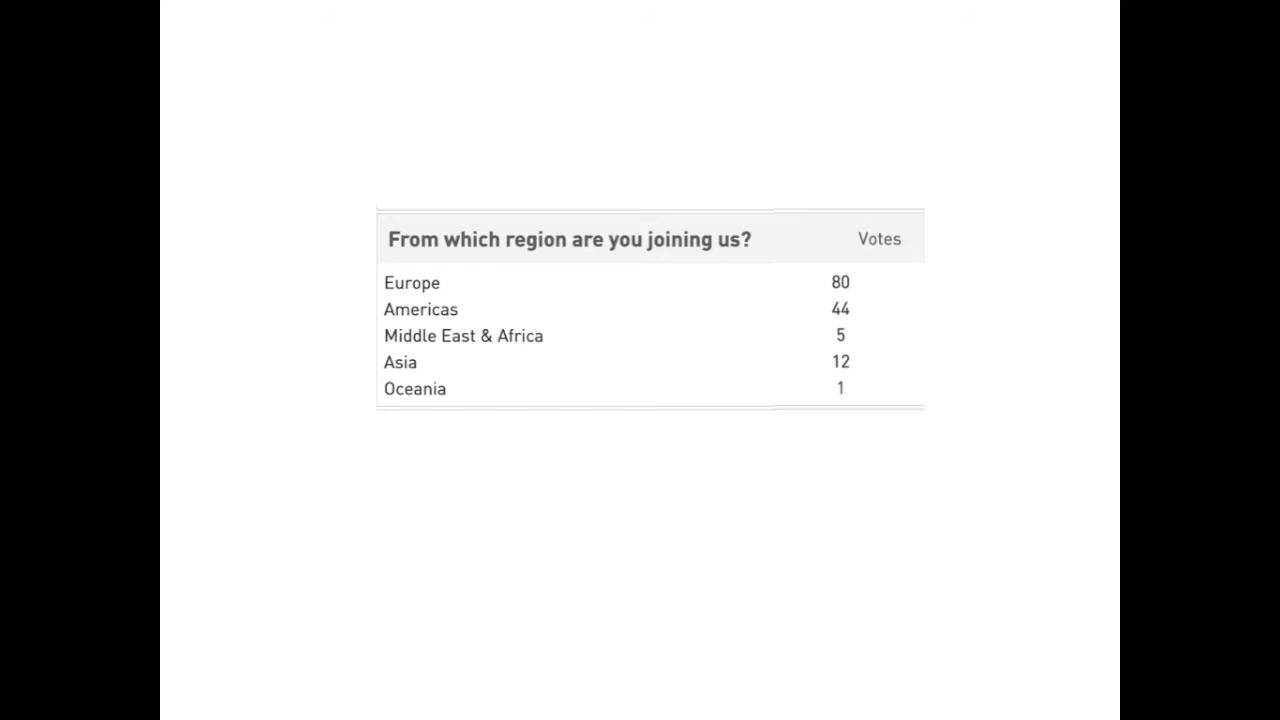 From which region are you joining us? Votes
Europe 80
Americas 44
Middle East & Africa 5
Asia 12
Oceania 1